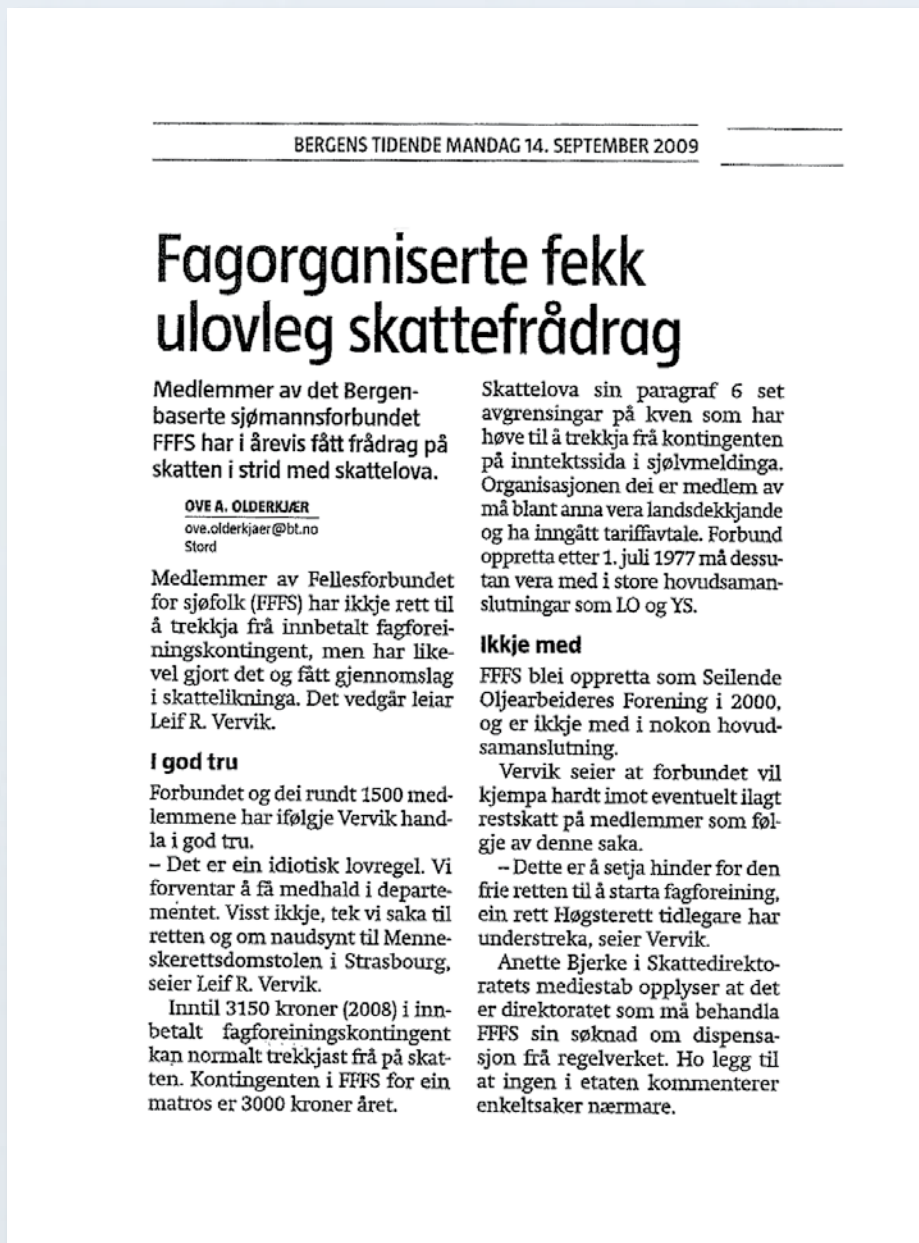 BERGENS TIDENDE MANDAG 14. SEPTEMBER 2009
Fagorganiserte fekk
ulovleg skattefrådrag
Medlemmer av det Bergen-
baserte sjømannsforbundet
FFFS har i årevis fått frådrag på
skatten i strid med skattelova.
OVE A. OLDERKJÆR
ove.olderkjaer@bt.no
Stord
Medlemmer av Fellesforbundet
for sjøfolk (FFFS) har ikkje rett til
å trekkja frå innbetalt fagforei-
ningskontingent, men har like-
vel gjort det og fått gjennomslag
i skattelikninga. Det vedgår leiar
Leif R. Vervik.
I god tru
Forbundet og dei rundt 1500 med-
lemmene har ifølgje Vervik hand-
la i god tru.
– Det er ein idiotisk lovregel. Vi
forventar å få medhald i departe-
mentet. Visst ikkje, tek vi saka til
retten og om naudsynt til Menne-
skerettsdomstolen i Strasbourg,
seier Leif R. Vervik.
Inntil 3150 kroner (2008) i inn-
betalt fagforeiningskontingent
kan normalt trekkjast frå på skat-
ten. Kontingenten i FFFS for ein
matros er 3000 kroner året.
Skattelova sin paragraf 6 set
avgrensingar på kven som har
høve til å trekkja frå kontingenten
på inntektssida i sjølvmeldinga.
Organisasjonen dei er medlem av
må blant anna vera landsdekkjande
og ha inngått tariffavtale. Forbund
oppretta etter 1. juli 1977 må dessu-
tan vera med i store hovudsaman-
slutningar som LO og YS.
Ikkje med
FFFS blei oppretta som Seilende
Oljearbeideres Forening i 2000,
og er ikkje med i nokon hovud-
samanslutning.
Vervik seier at forbundet vil
kjempa hardt imot eventuelt ilagt
restskatt på medlemmer som føl-
gje av denne saka.
– Dette er å setja hinder for den
frie retten til å starta fagforeining,
ein rett Høgsterett tidlegare har
understreka, seier Vervik.
Anette Bjerke i Skattedirekto-
ratets mediestab opplyser at det
er direktoratet som må behandla
FFFS sin søknad om dispensa-
sjon frå regelverket. Ho legg til
at ingen i etaten kommenterer
enkeltsaker nærmare.